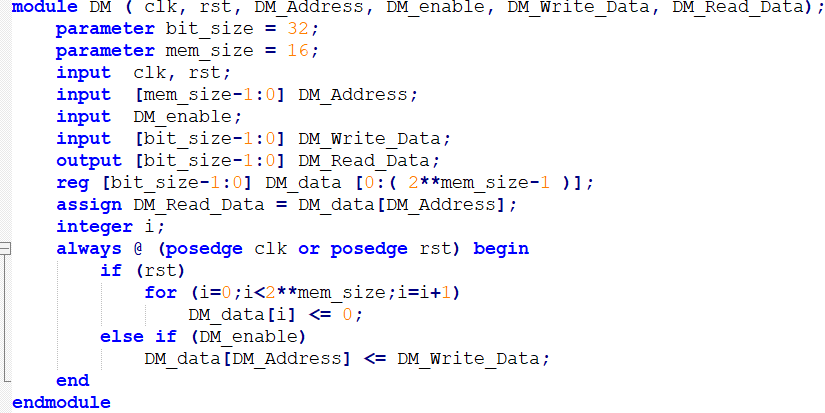 module DM ( clk, rst, DM_Address, DM_enable, DM_Write_Data, DM_Read_Data);
    parameter bit_size = 32;
    parameter mem_size = 16;
    input  clk, rst;
    input  [mem_size-1:0] DM_Address;
    input  DM_enable;
    input  [bit_size-1:0] DM_Write_Data;
    output [bit_size-1:0] DM_Read_Data;
    reg [bit_size-1:0] DM_data [0:( 2**mem_size-1 )];
    assign DM_Read_Data = DM_data[DM_Address];
    integer i;
    always @ (posedge clk or posedge rst) begin
        if (rst)
            for (i=0;i<2**mem_size;i=i+1)
                DM_data[i] <= 0;
        else if (DM_enable)
            DM_data[DM_Address] <= DM_Write_Data;
    end
endmodule